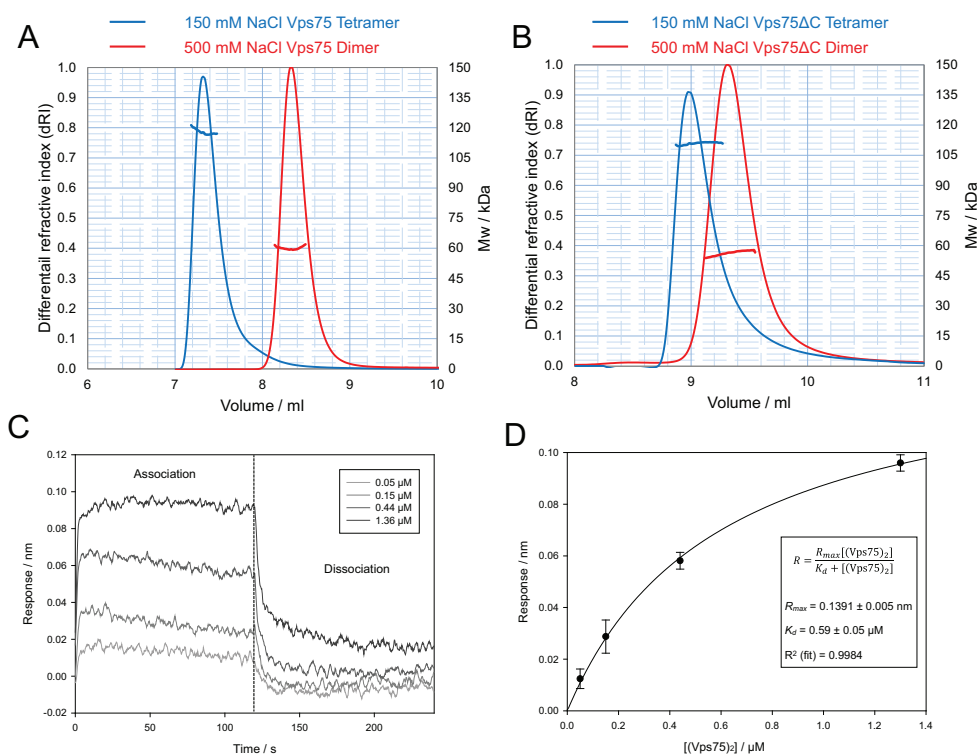 A
150 mM NaCl Vps75 Tetramer
500 mM NaCl Vps75 Dimer
Differentail refractive index (dRI)
1.0
0.9
0.8
0.7
0.6
0.5
0.4
0.3
0.2
0.1
0.0
150
135
120
105
90
75
60
45
30
15
0
Mw / kDa
6 7 8 9 10
Volume / ml
B
150 mM NaCl Vps75ΔC Tetramer
500 mM NaCl Vps75ΔC Dimer
Differential refractive index (dRI)
1.0
0.9
0.8
0.7
0.6
0.5
0.4
0.3
0.2
0.1
0.0
150
135
120
105
90
75
60
45
30
15
0
Mw / kDa
8 9 10 11
Volume / ml
C
Response / nm
0.12
0.10
0.08
0.06
0.04
0.02
0.00
-0.02
Association
0.05 µM
0.15 µM
0.44 µM
1.36 µM
Dissociation
0 50 100 150 200
Time / s
D
Response / nm
0.10
0.08
0.06
0.04
0.02
0.00
R = Rmax[(Vps75)2] / Kd + [(Vps75)2]
Rmax = 0.1391 ± 0.005 nm
Kd = 0.59 ± 0.05 µM
R² (fit) = 0.9984
0.0 0.2 0.4 0.6 0.8 1.0 1.2 1.4
[(Vps75)2] / µM